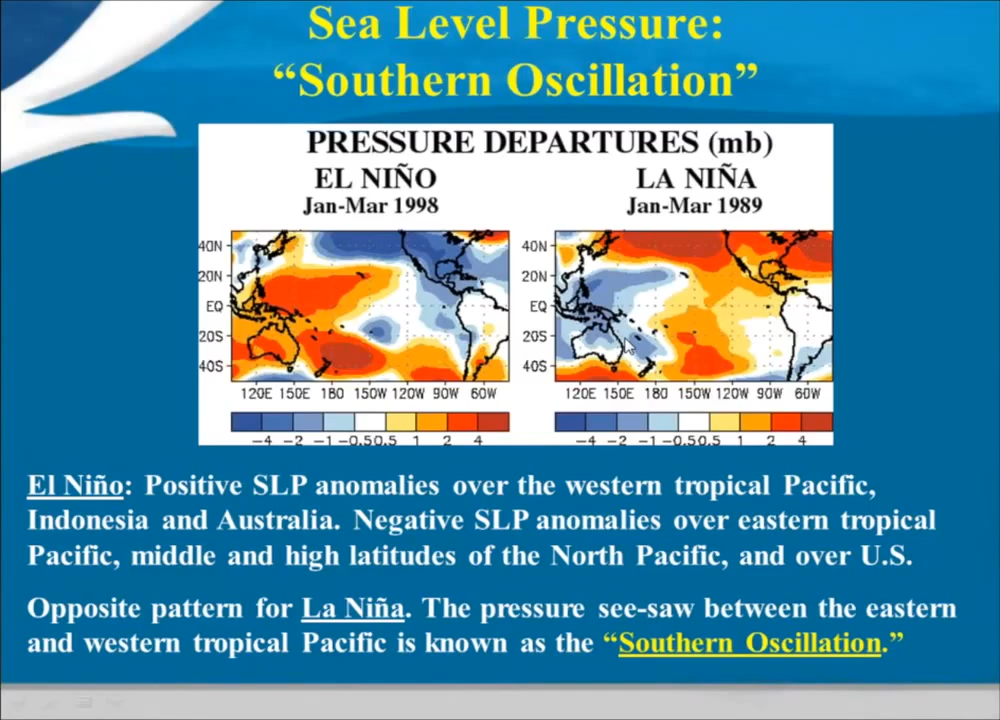 Sea Level Pressure:
“Southern Oscillation”
PRESSURE DEPARTURES (mb)
EL NIÑO
Jan-Mar 1998
LA NIÑA
Jan-Mar 1989
40N
20N
EQ
20S
40S
120E 150E 180 150W 120W 90W 60W
-4 -2 -1 -0.5 0.5 1 2 4
40N
20N
EQ
20S
40S
120E 150E 180 150W 120W 90W 60W
-4 -2 -1 -0.5 0.5 1 2 4
El Niño: Positive SLP anomalies over the western tropical Pacific,
Indonesia and Australia. Negative SLP anomalies over eastern tropical
Pacific, middle and high latitudes of the North Pacific, and over U.S.
Opposite pattern for La Niña. The pressure see-saw between the eastern
and western tropical Pacific is known as the “Southern Oscillation.”